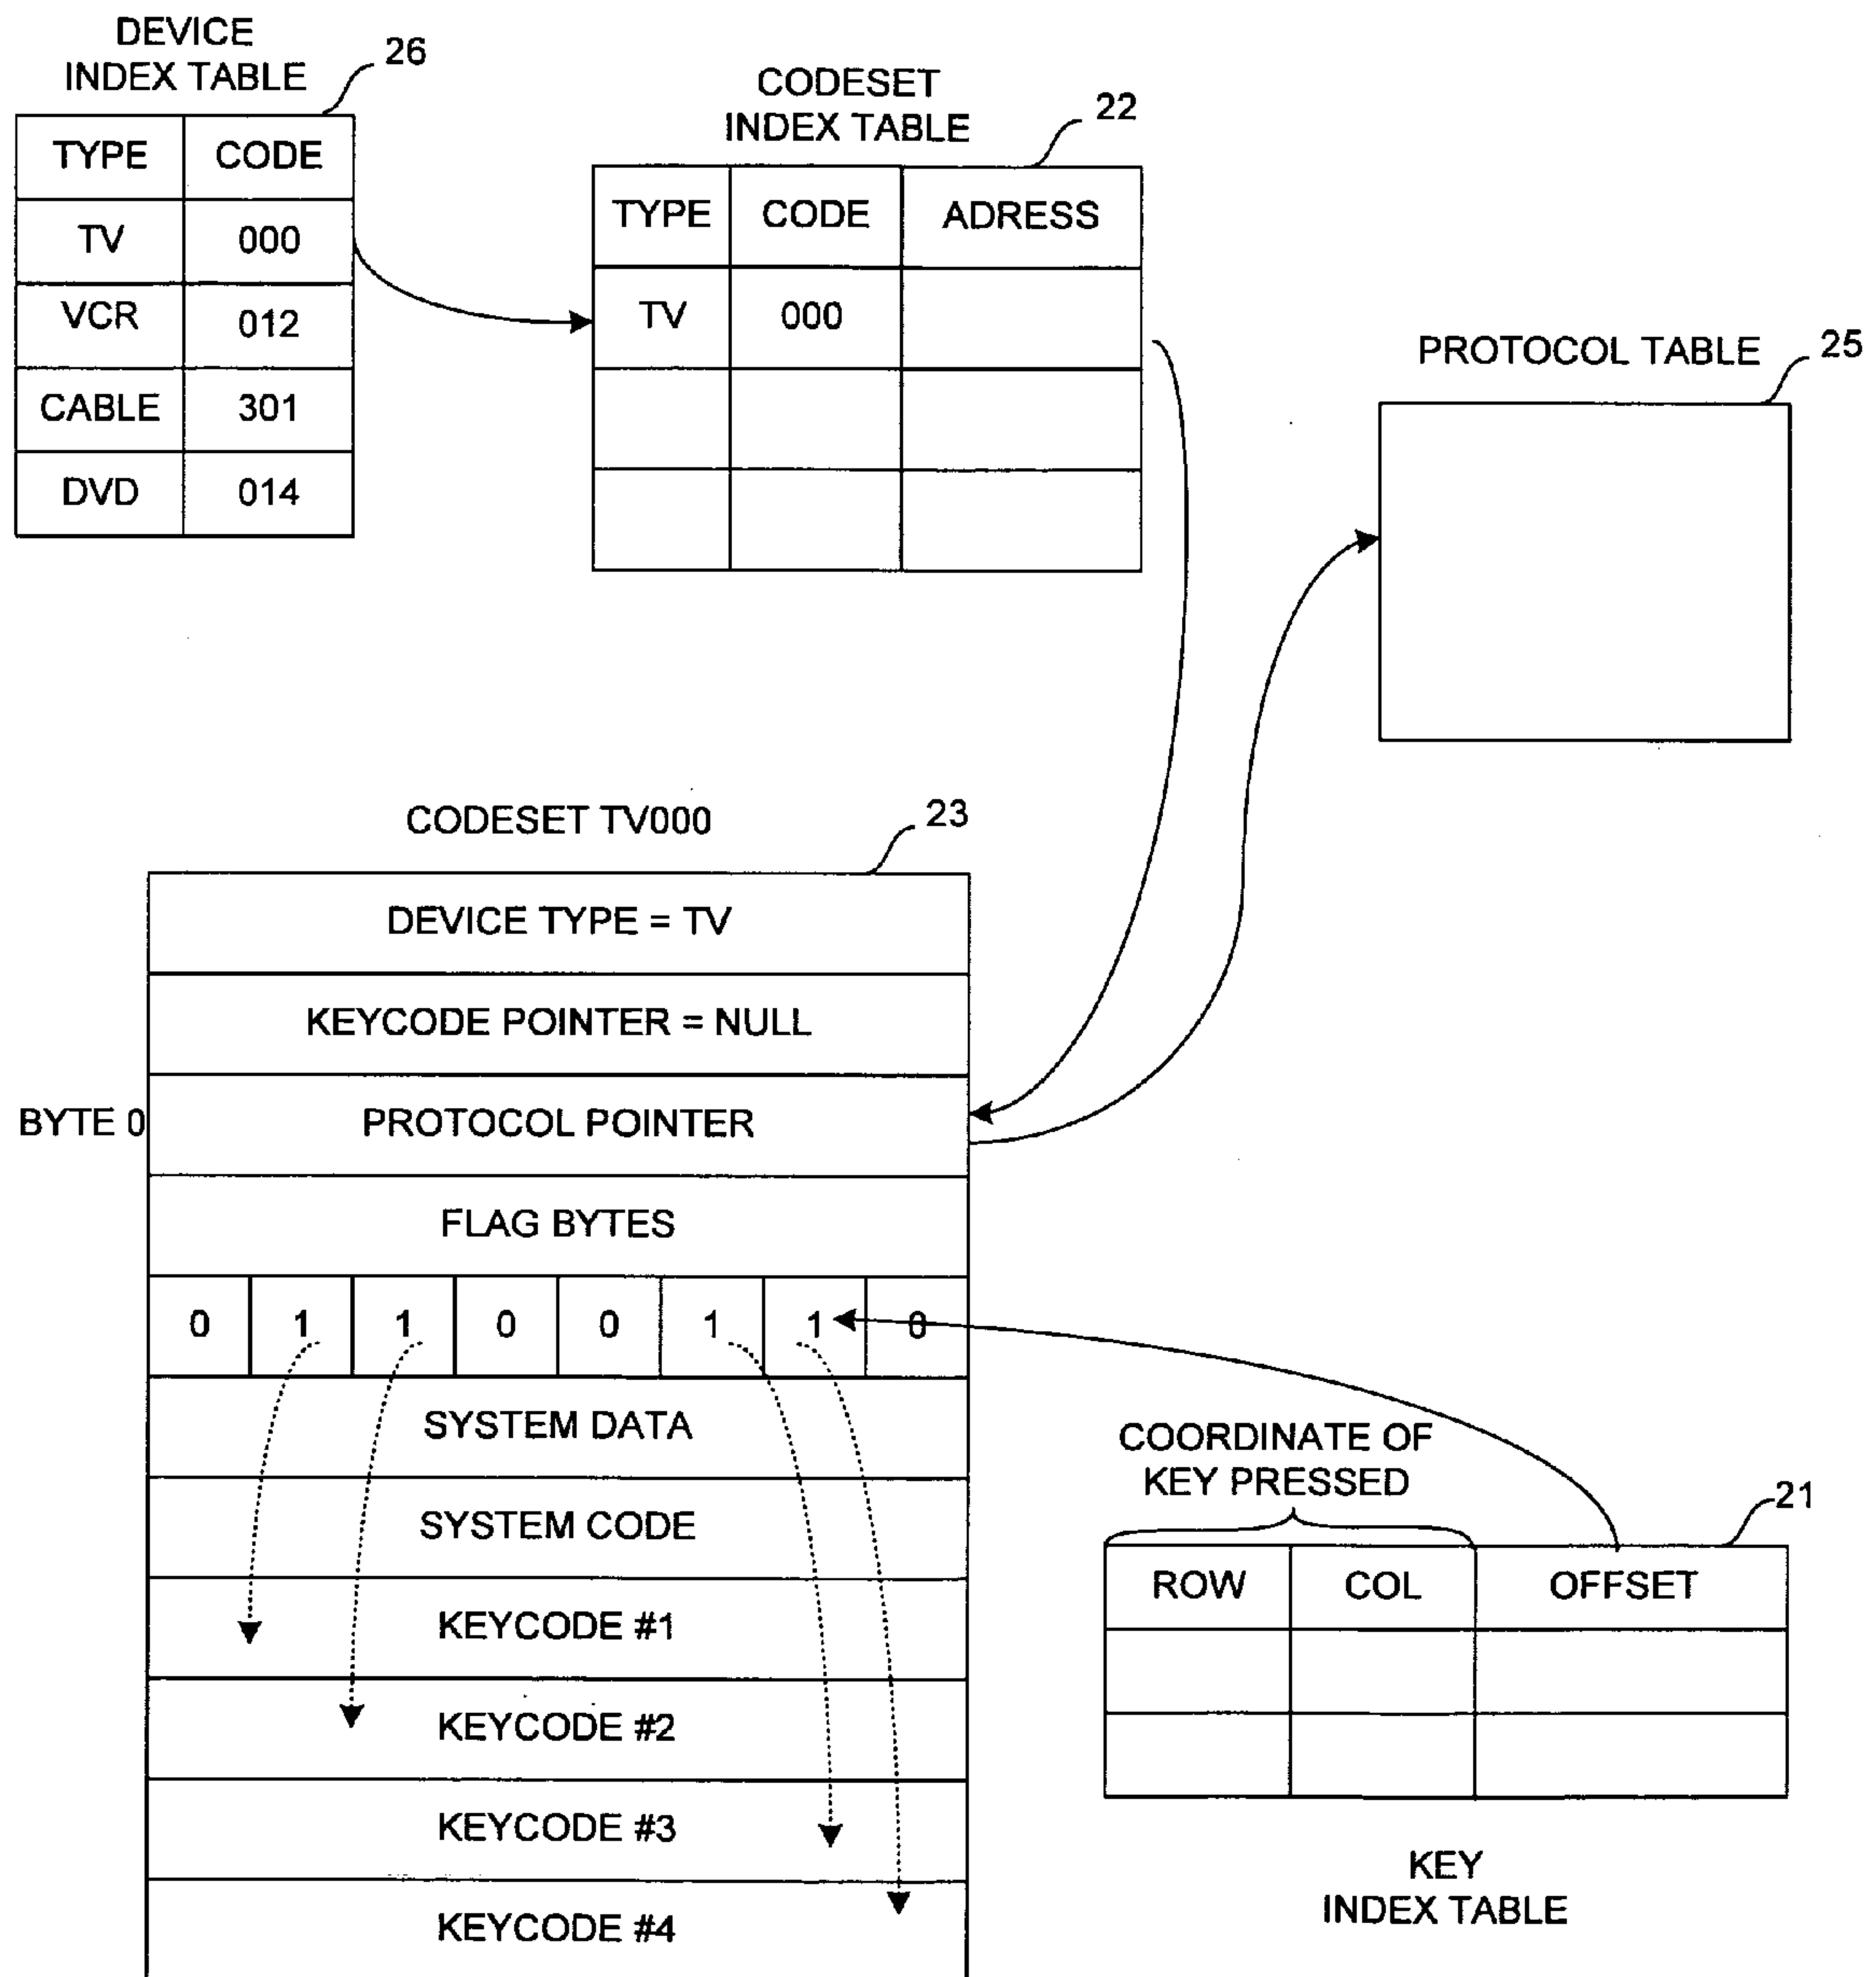 DEVICE
INDEX TABLE
26
TYPE CODE
TV 000
VCR 012
CABLE 301
DVD 014
CODESET
INDEX TABLE
22
TYPE CODE ADRESS
TV 000
PROTOCOL TABLE
25
CODESET TV000
23
DEVICE TYPE = TV
KEYCODE POINTER = NULL
BYTE 0
PROTOCOL POINTER
FLAG BYTES
0 1 1 0 0 1 1 0
SYSTEM DATA
SYSTEM CODE
KEYCODE #1
KEYCODE #2
KEYCODE #3
KEYCODE #4
COORDINATE OF
KEY PRESSED
21
ROW COL OFFSET
KEY
INDEX TABLE